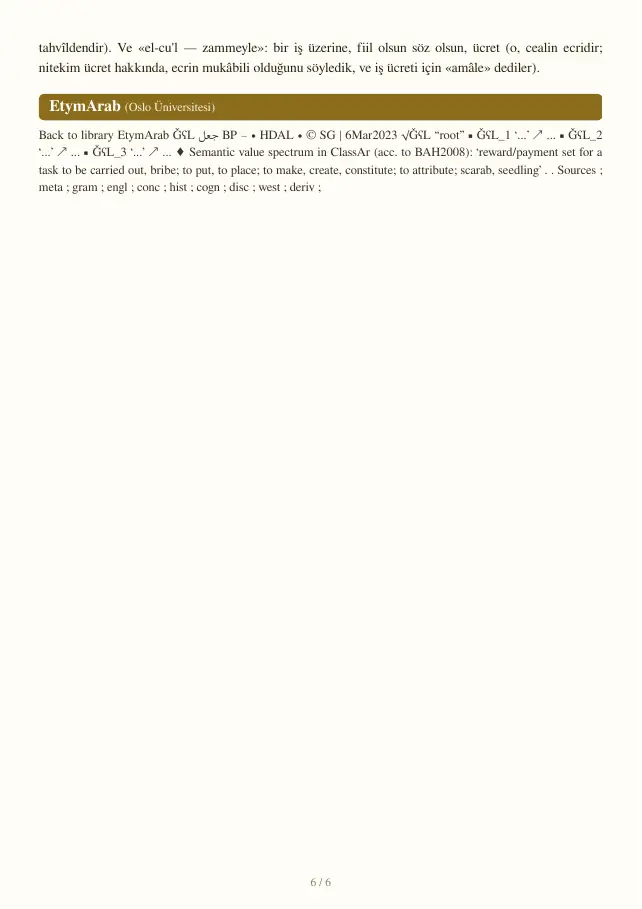 tahvîldendir). Ve «el-cu'l — zammeyle»: bir iş üzerine, fiil olsun söz olsun, ücret (o, cealin ecridir;
nitekim ücret hakkında, ecrin mukâbili olduğunu söyledik, ve iş ücreti için «amâle» dediler).
EtymArab (Oslo Üniversitesi)
Back to library EtymArab ǦʕL جعل BP – • HDAL • © SG | 6Mar2023 √ǦʕL “root” ▪ ǦʕL_1 ‘...’ ↗ ... ▪ ǦʕL_2
‘...’ ↗ ... ▪ ǦʕL_3 ‘...’ ↗ ... ♦ Semantic value spectrum in ClassAr (acc. to BAH2008): ‘reward/payment set for a
task to be carried out, bribe; to put, to place; to make, create, constitute; to attribute; scarab, seedling’ . . Sources ;
meta ; gram ; engl ; conc ; hist ; cogn ; disc ; west ; deriv ;
6 / 6